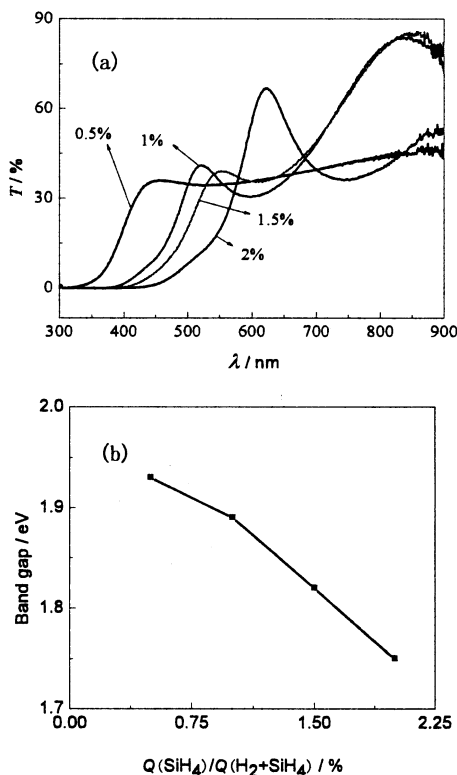 90
(a)
60
T / %
0.5%
1%
30
1.5%
2%
0
300 400 500 600 700 800 900
λ / nm
2.0
(b)
1.9
Band gap / eV
1.8
1.7
0.00 0.75 1.50 2.25
Q(SiH₄)/Q(H₂+SiH₄) / %